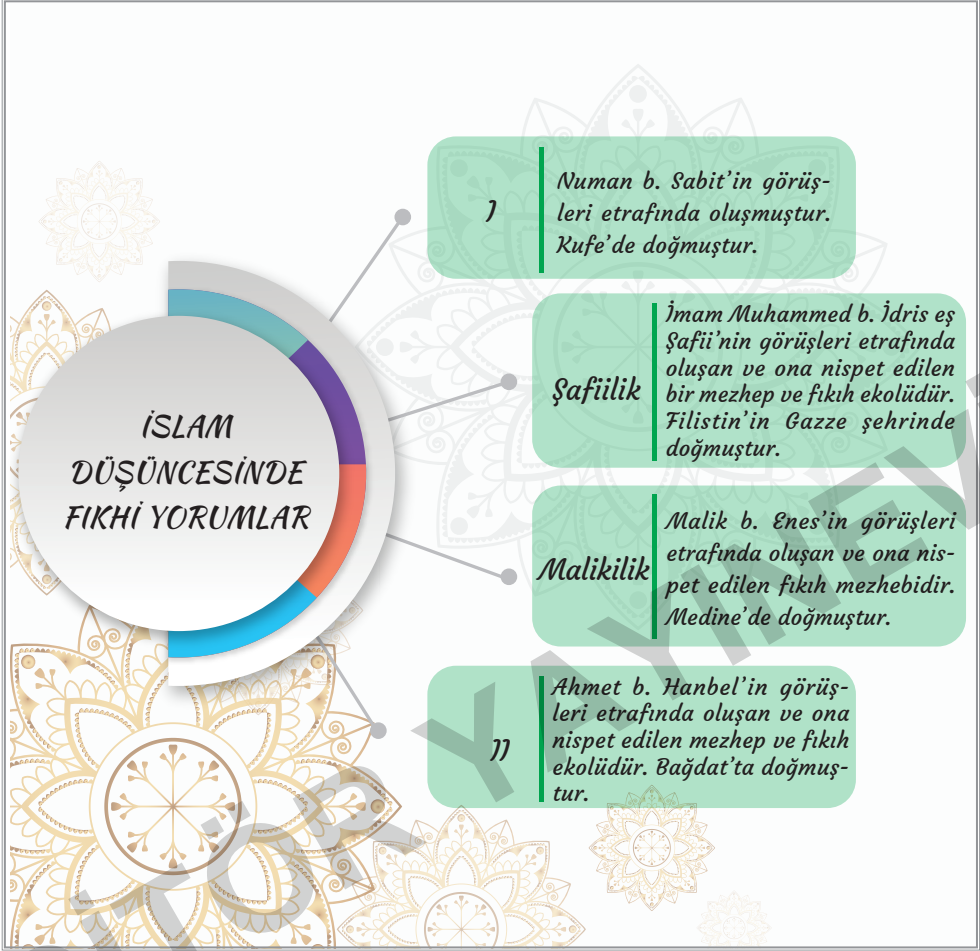 İSLAM
DÜŞÜNCESİNDE
FIKHİ YORUMLAR
I
Numan b. Sabit’in görüş-
leri etrafında oluşmuştur.
Kufe’de doğmuştur.
Şafiilik
İmam Muhammed b. İdris eş
Şafii’nin görüşleri etrafında
oluşan ve ona nispet edilen
bir mezhep ve fıkıh ekolüdür.
Filistin’in Gazze şehrinde
doğmuştur.
Malikilik
Malik b. Enes’in görüşleri
etrafında oluşan ve ona nis-
pet edilen fıkıh mezhebidir.
Medine’de doğmuştur.
II
Ahmet b. Hanbel’in görüş-
leri etrafında oluşan ve ona
nispet edilen mezhep ve fıkıh
ekolüdür. Bağdat’ta doğmuş-
tur.